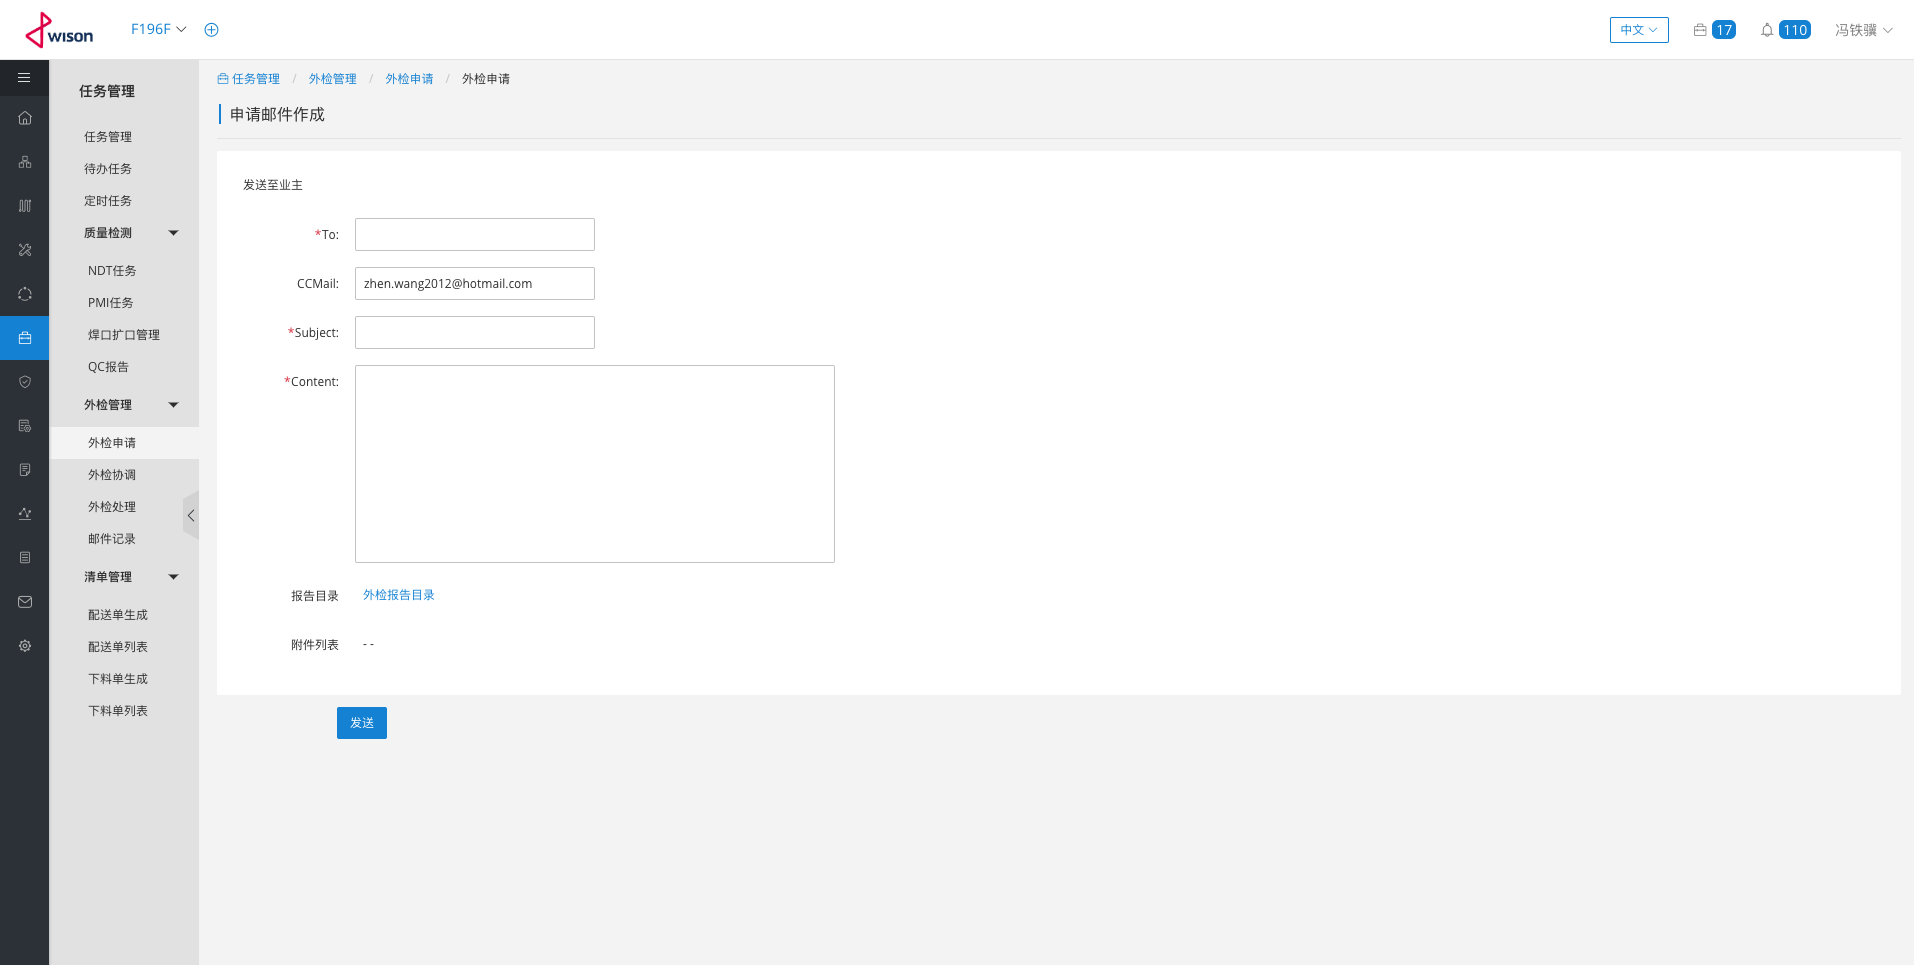 wison
F196F
中文
17
110
冯铁骥
任务管理
任务管理
待办任务
定时任务
质量检测
NDT任务
PMI任务
焊口扩口管理
QC报告
外检管理
外检申请
外检协调
外检处理
邮件记录
清单管理
配送单生成
配送单列表
下料单生成
下料单列表
任务管理 / 外检管理 / 外检申请 / 外检申请
申请邮件作成
发送至业主
*To:
CCMail: zhen.wang2012@hotmail.com
*Subject:
*Content:
报告目录 外检报告目录
附件列表 - -
发送